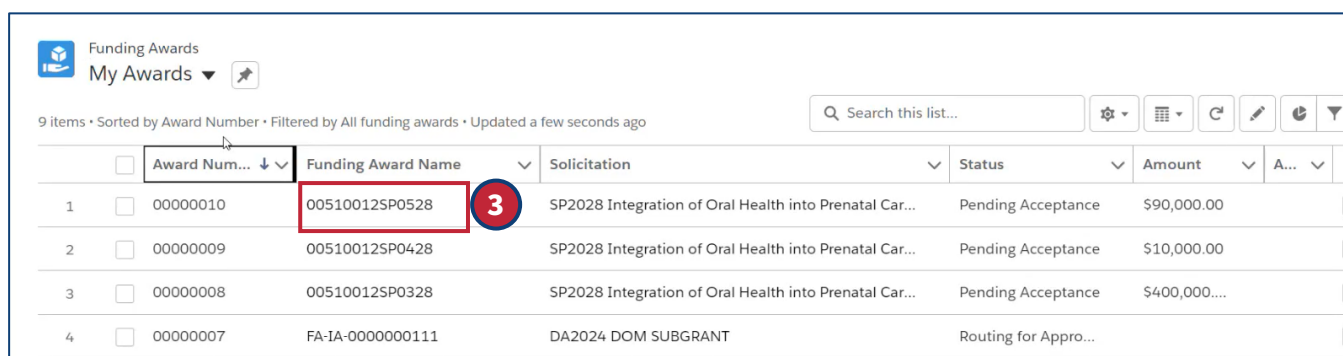 Funding Awards
My Awards
9 items • Sorted by Award Number • Filtered by All funding awards • Updated a few seconds ago
Search this list...
Award Num... Funding Award Name Solicitation Status Amount A...
1 00000010 00510012SP0528 3 SP2028 Integration of Oral Health into Prenatal Car... Pending Acceptance $90,000.00
2 00000009 00510012SP0428 SP2028 Integration of Oral Health into Prenatal Car... Pending Acceptance $10,000.00
3 00000008 00510012SP0328 SP2028 Integration of Oral Health into Prenatal Car... Pending Acceptance $400,000....
4 00000007 FA-IA-0000000111 DA2024 DOM SUBGRANT Routing for Appro...